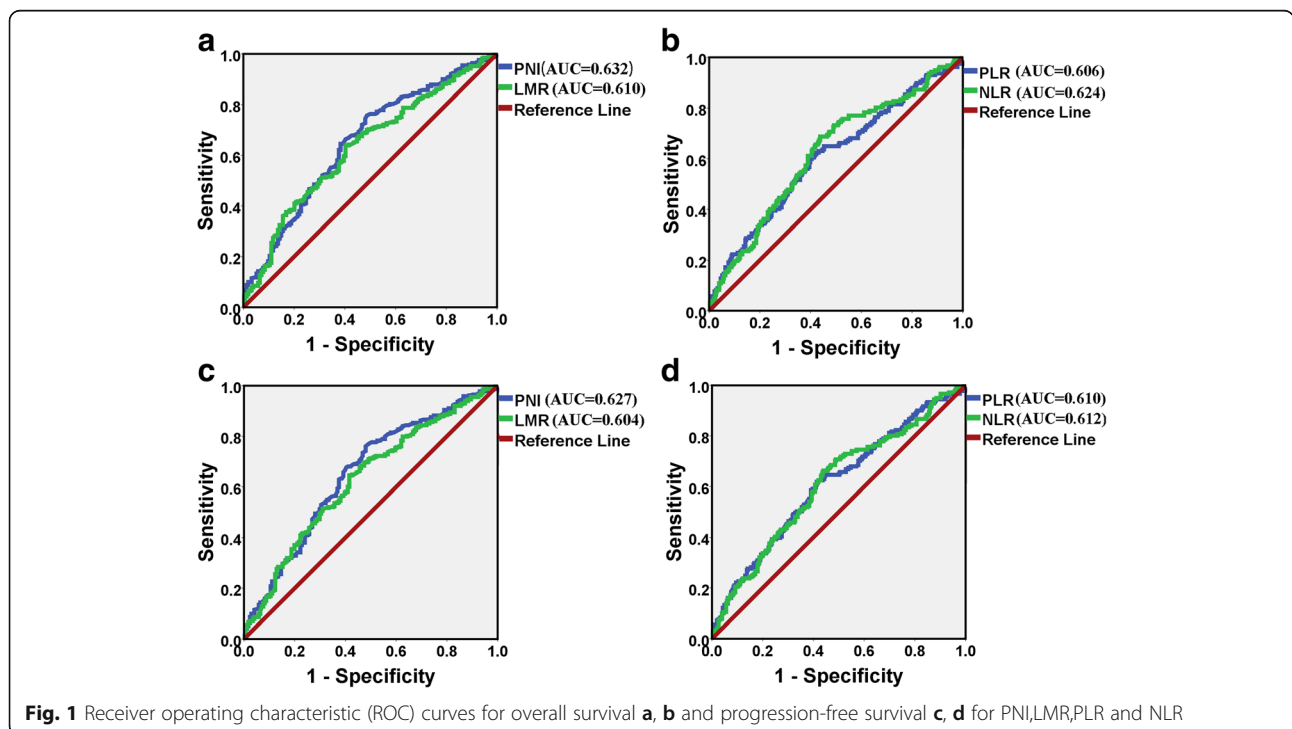 a
1.0
0.8
0.6
0.4
0.2
0.0
Sensitivity
0.0 0.2 0.4 0.6 0.8 1.0
1 - Specificity
PNI(AUC=0.632)
LMR(AUC=0.610)
Reference Line
b
1.0
0.8
0.6
0.4
0.2
0.0
Sensitivity
0.0 0.2 0.4 0.6 0.8 1.0
1 - Specificity
PLR (AUC=0.606)
NLR (AUC=0.624)
Reference Line
c
1.0
0.8
0.6
0.4
0.2
0.0
Sensitivity
0.0 0.2 0.4 0.6 0.8 1.0
1 - Specificity
PNI (AUC=0.627)
LMR (AUC=0.604)
Reference Line
d
1.0
0.8
0.6
0.4
0.2
0.0
Sensitivity
0.0 0.2 0.4 0.6 0.8 1.0
1 - Specificity
PLR(AUC=0.610)
NLR(AUC=0.612)
Reference Line
Fig. 1 Receiver operating characteristic (ROC) curves for overall survival a, b and progression-free survival c, d for PNI,LMR,PLR and NLR